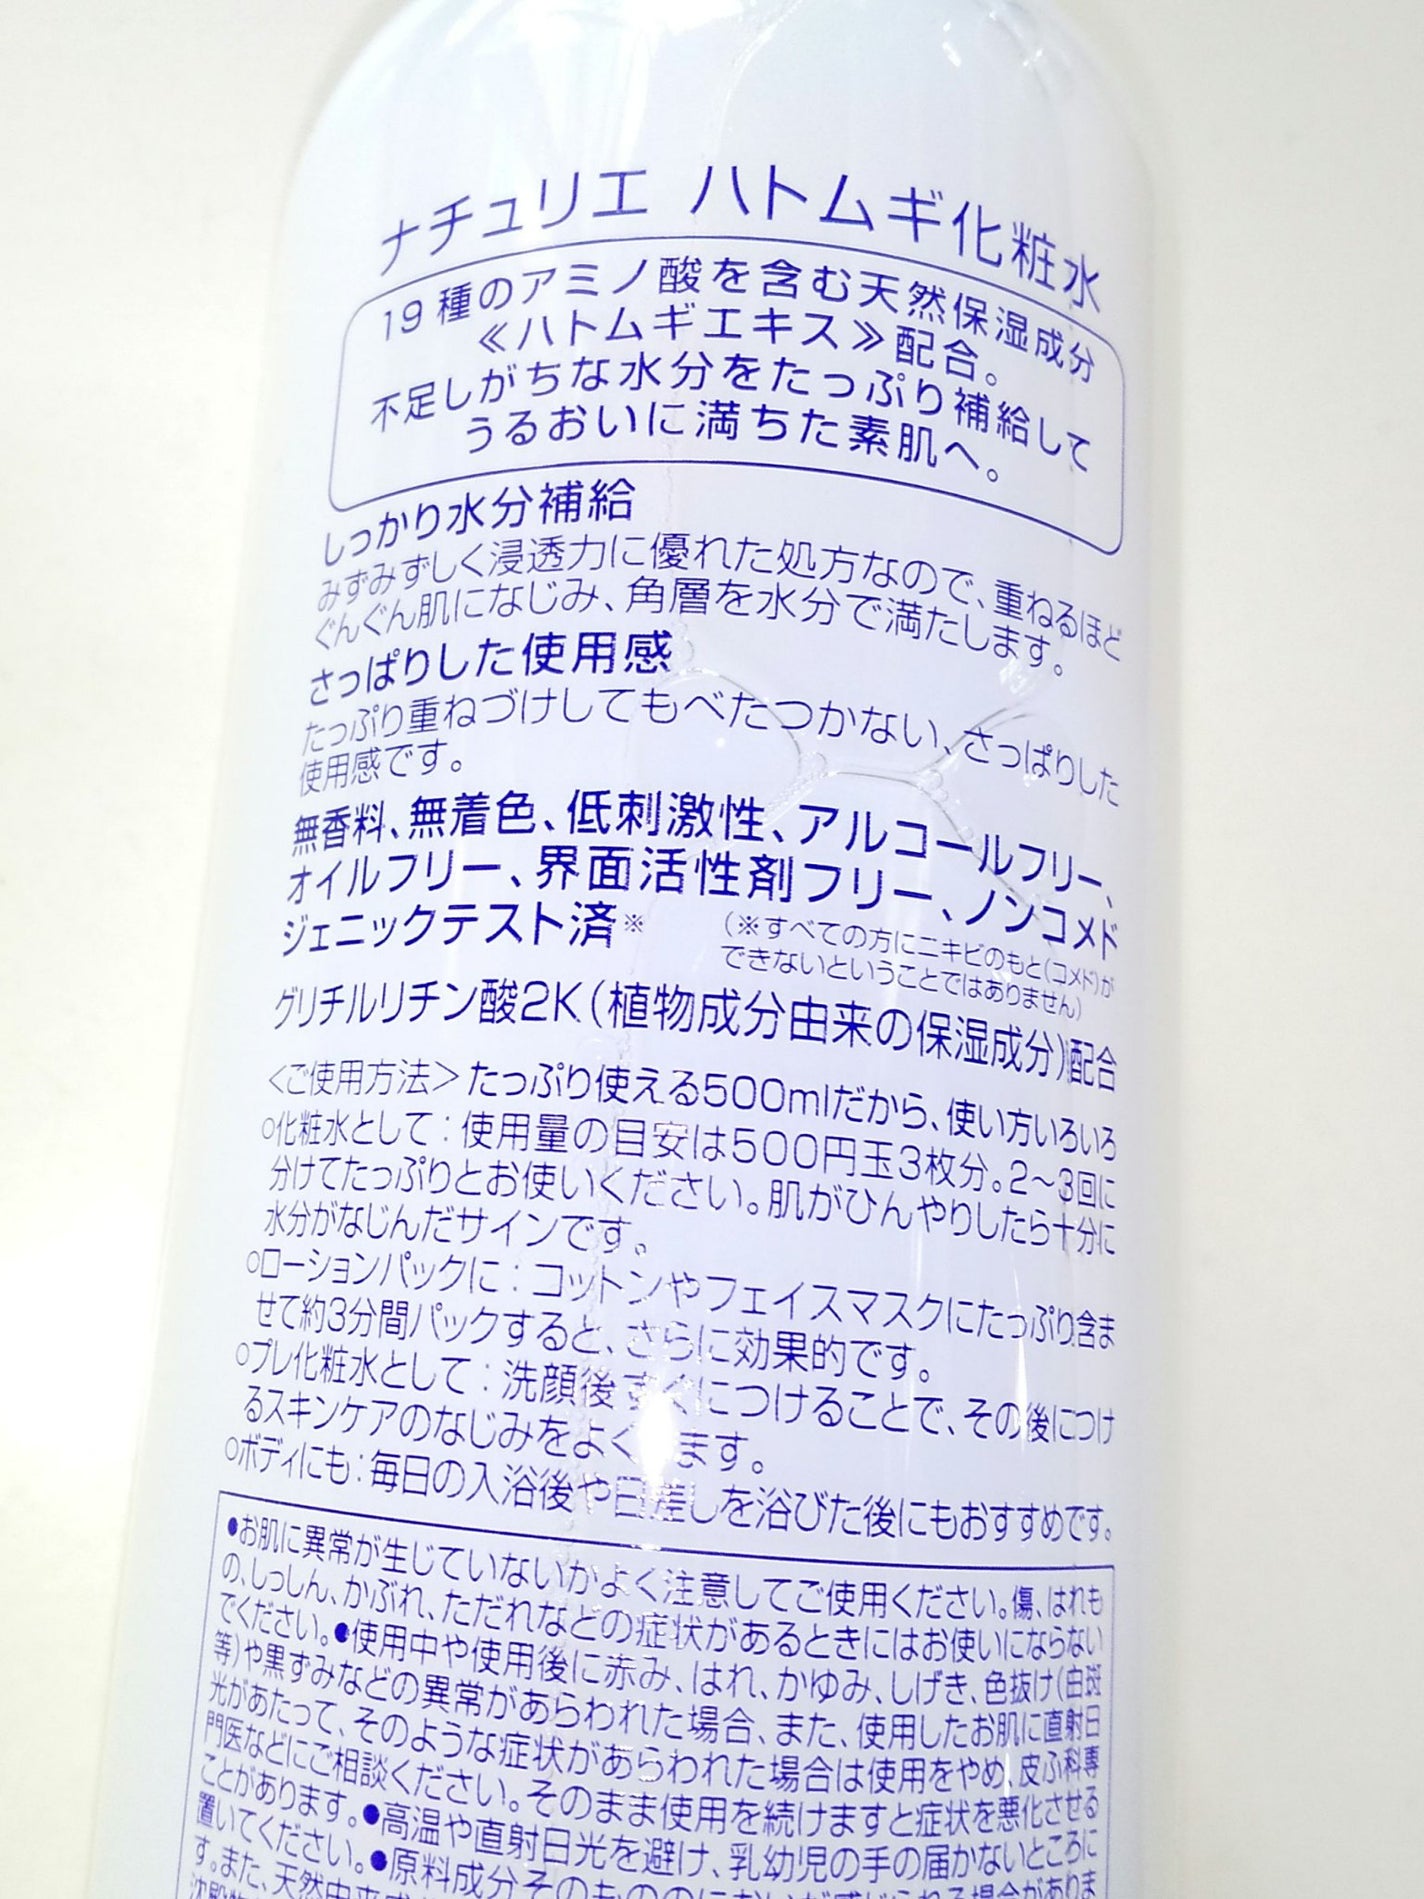 ナチュリエ ハトムギ化粧水
19種のアミノ酸を含む天然保湿成分
≪ハトムギエキス≫配合。
不足しがちな水分をたっぷり補給して
うるおいに満ちた素肌へ。
しっかり水分補給
みずみずしく浸透力に優れた処方なので、重ねるほど
ぐんぐん肌になじみ、角層を水分で満たします。
さっぱりした使用感
たっぷり重ねづけしてもべたつかない、さっぱりした
使用感です。
無香料、無着色、低刺激性、アルコールフリー、
オイルフリー、界面活性剤フリー、ノンコメド
ジェニックテスト済※
(※すべての方にニキビのもと(コメド)が
できないということではありません)
グリチルリチン酸2K(植物成分由来の保湿成分)配合
<ご使用方法>たっぷり使える500mlだから、使い方いろいろ
○化粧水として:使用量の目安は500円玉3枚分。2〜3回に
分けてたっぷりとお使いください。肌がひんやりしたら十分に
水分がなじんだサインです。
○ローションパックに:コットンやフェイスマスクにたっぷり含ま
せて約3分間パックすると、さらに効果的です。
○プレ化粧水として:洗顔後すぐにつけることで、その後につけ
るスキンケアのなじみをよくします。
○ボディにも:毎日の入浴後や日差しを浴びた後にもおすすめです。
●お肌に異常が生じていないかよく注意してご使用ください。傷、はれも
の、しっしん、かぶれ、ただれなどの症状があるときにはお使いにならない
でください。●使用中や使用後に赤み、はれ、かゆみ、しげき、色抜け(白斑
等)や黒ずみなどの異常があらわれた場合、また、使用したお肌に直射日
光があたって、そのような症状があらわれた場合は使用をやめ、皮ふ科専
門医などにご相談ください。そのまま使用を続けますと症状を悪化させる
ことがあります。●高温や直射日光を避け、乳幼児の手の届かないところに
置いてください。●原料成分そのもののにおいが感じられる場合がありま
す。また、天然由来